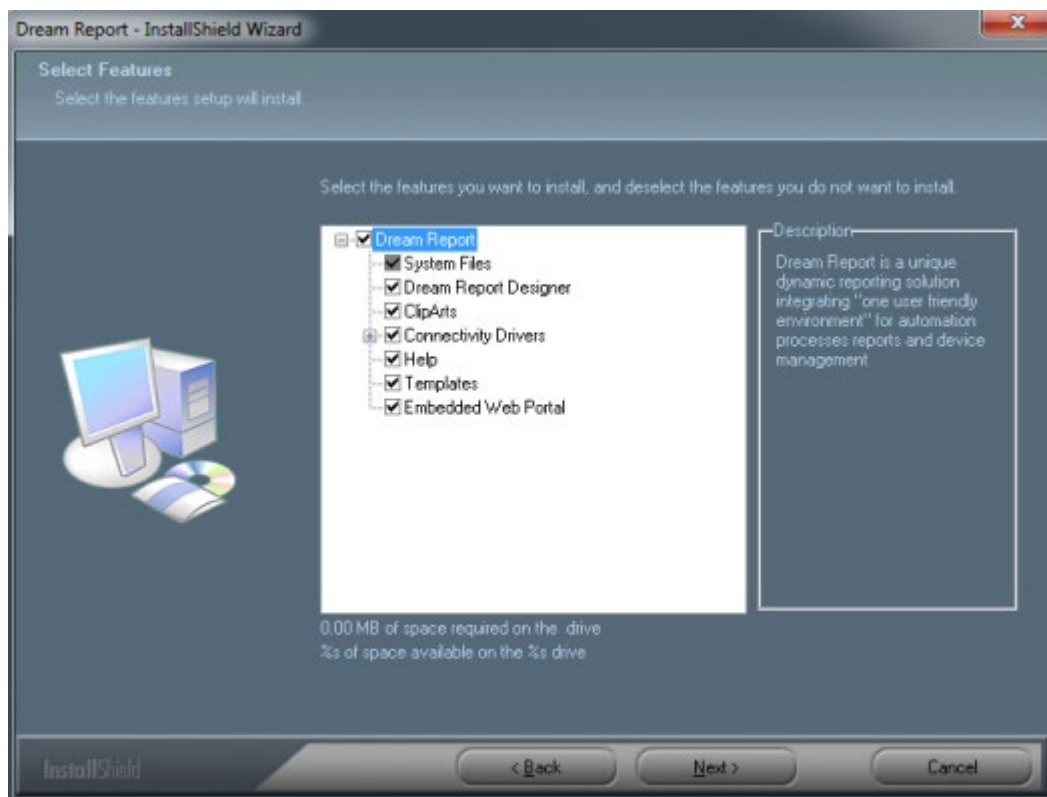 Dream Report - InstallShield Wizard
Select Features
Select the features setup will install.
Select the features you want to install, and deselect the features you do not want to install.
Dream Report
System Files
Dream Report Designer
ClipArts
Connectivity Drivers
Help
Templates
Embedded Web Portal
Description
Dream Report is a unique
dynamic reporting solution
integrating "one user friendly
environment" for automation
processes reports and device
management
0.00 MB of space required on the  drive
%s of space available on the %s drive
InstallShield
< Back
Next >
Cancel